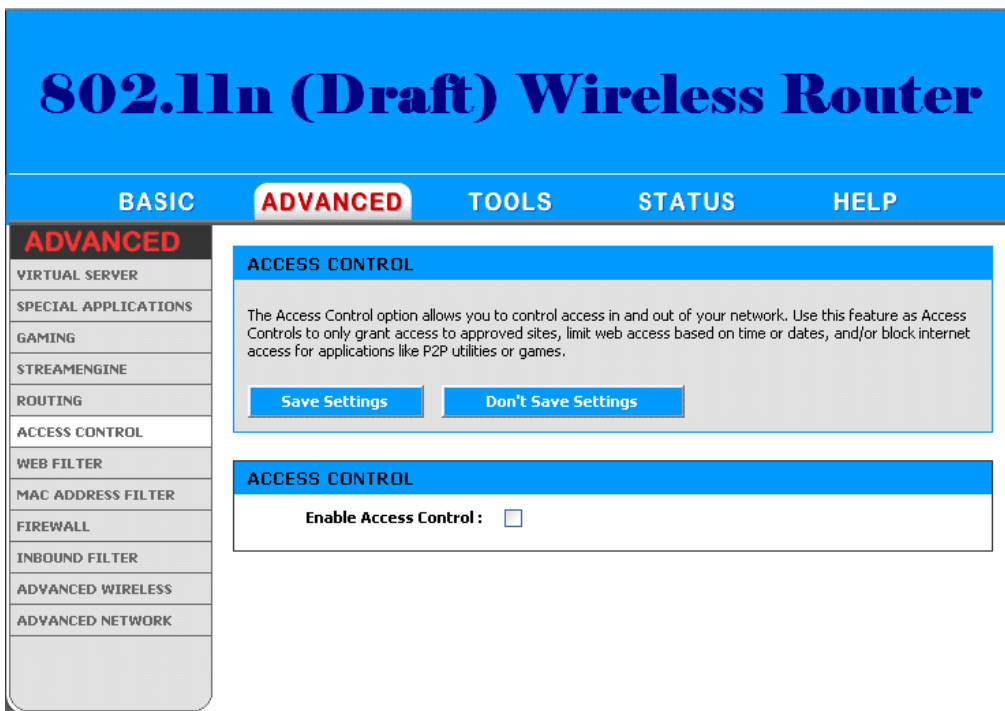 802.11n (Draft) Wireless Router
BASIC ADVANCED TOOLS STATUS HELP
ADVANCED
VIRTUAL SERVER
SPECIAL APPLICATIONS
GAMING
STREAMENGINE
ROUTING
ACCESS CONTROL
WEB FILTER
MAC ADDRESS FILTER
FIREWALL
INBOUND FILTER
ADVANCED WIRELESS
ADVANCED NETWORK
ACCESS CONTROL
The Access Control option allows you to control access in and out of your network. Use this feature as Access
Controls to only grant access to approved sites, limit web access based on time or dates, and/or block internet
access for applications like P2P utilities or games.
Save Settings Don't Save Settings
ACCESS CONTROL
Enable Access Control :